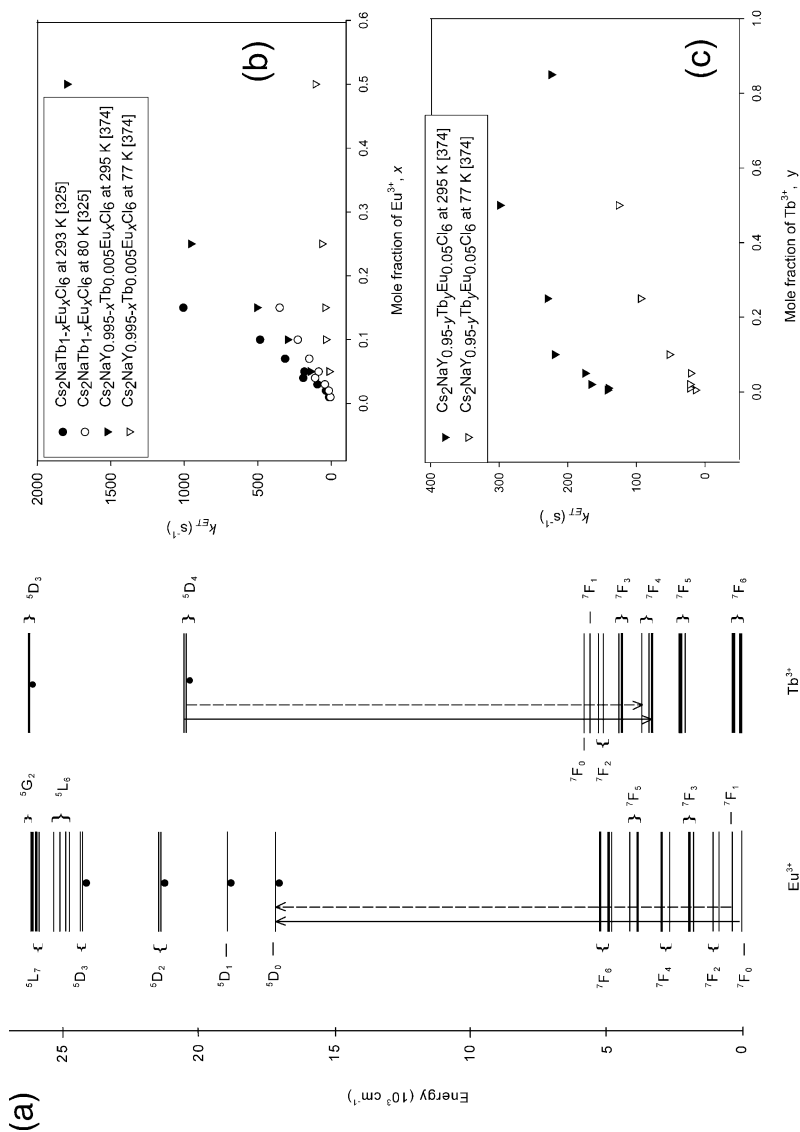 (a)
Energy (10³ cm⁻¹)
25
20
15
10
5
0
⁵L₇
⁵D₃
⁵D₂
⁵D₁
⁵D₀
⁷F₆
⁷F₄
⁷F₂
⁷F₀
⁵G₂
⁵L₆
⁷F₅
⁷F₃
⁷F₁
Eu³⁺
⁷F₀
⁷F₂
⁵D₃
⁵D₄
⁷F₁
⁷F₃
⁷F₄
⁷F₅
⁷F₆
Tb³⁺
(b)
k_ET (s⁻¹)
2000
1500
1000
500
0
Cs₂NaTb₁₋ₓEuₓCl₆ at 293 K [325]
Cs₂NaTb₁₋ₓEuₓCl₆ at 80 K [325]
Cs₂NaY₀.₉₉₅₋ₓTb₀.₀₀₅EuₓCl₆ at 295 K [374]
Cs₂NaY₀.₉₉₅₋ₓTb₀.₀₀₅EuₓCl₆ at 77 K [374]
0.0
0.1
0.2
0.3
0.4
0.5
0.6
Mole fraction of Eu³⁺, x
(c)
k_ET (s⁻¹)
400
300
200
100
0
Cs₂NaY₀.₉₅₋yTbyEu₀.₀₅Cl₆ at 295 K [374]
Cs₂NaY₀.₉₅₋yTbyEu₀.₀₅Cl₆ at 77 K [374]
0.0
0.2
0.4
0.6
0.8
1.0
Mole fraction of Tb³⁺, y